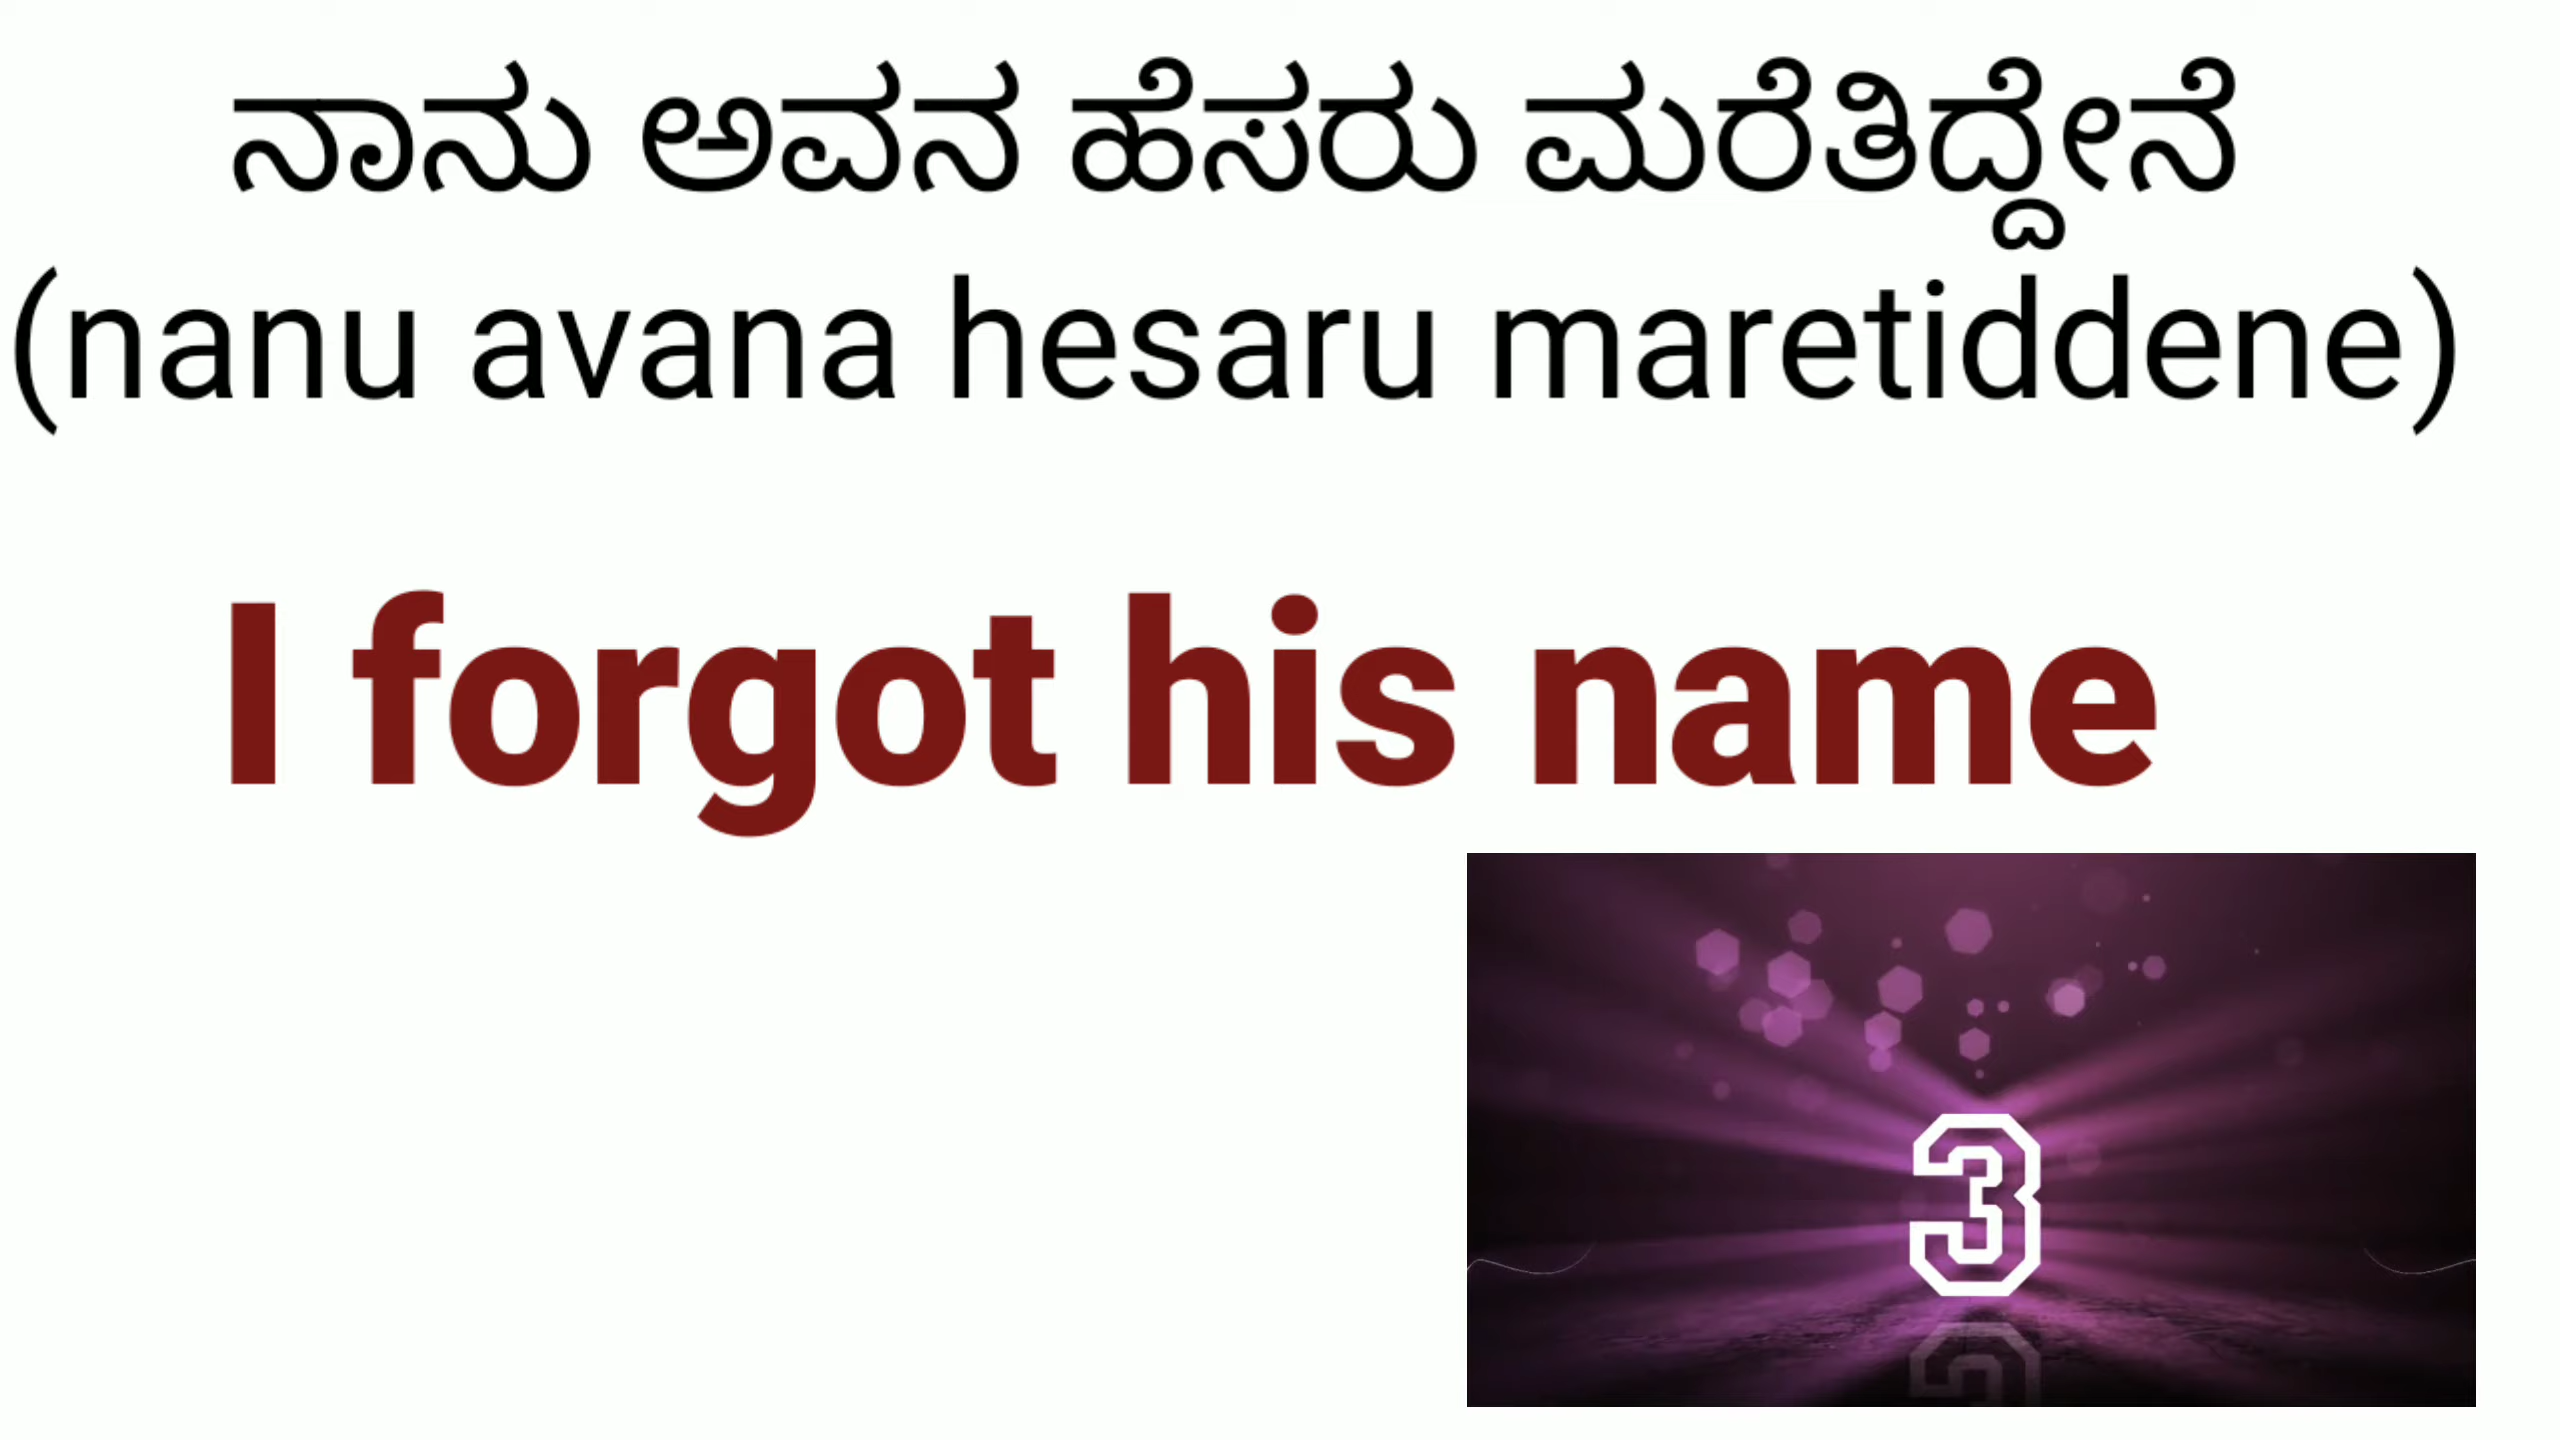 ನಾನು ಅವನ ಹೆಸರು ಮರೆತಿದ್ದೇನೆ
(nanu avana hesaru maretiddene)
I forgot his name
3